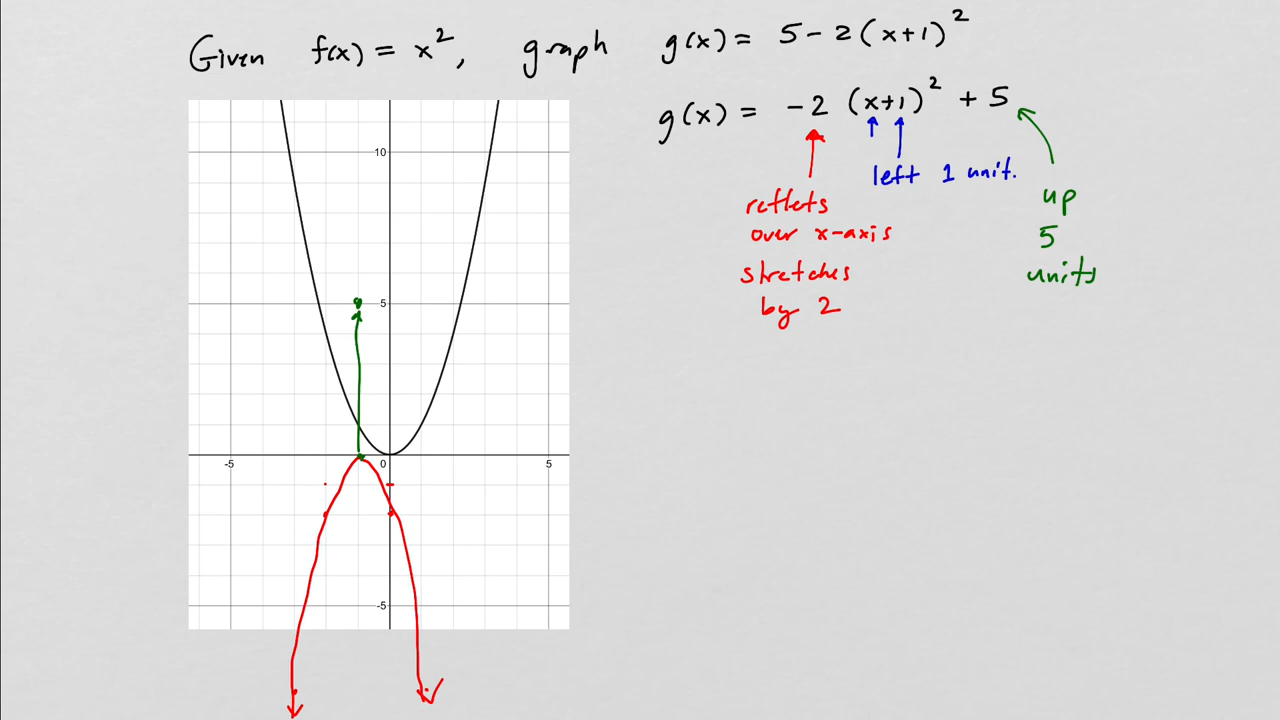 Given f(x) = x², graph g(x) = 5 - 2(x+1)²
g(x) = -2 (x+1)² + 5
left 1 unit.
reflets
over x-axis
stretches
by 2
up
5
units
10
5
-5 0 5
-5